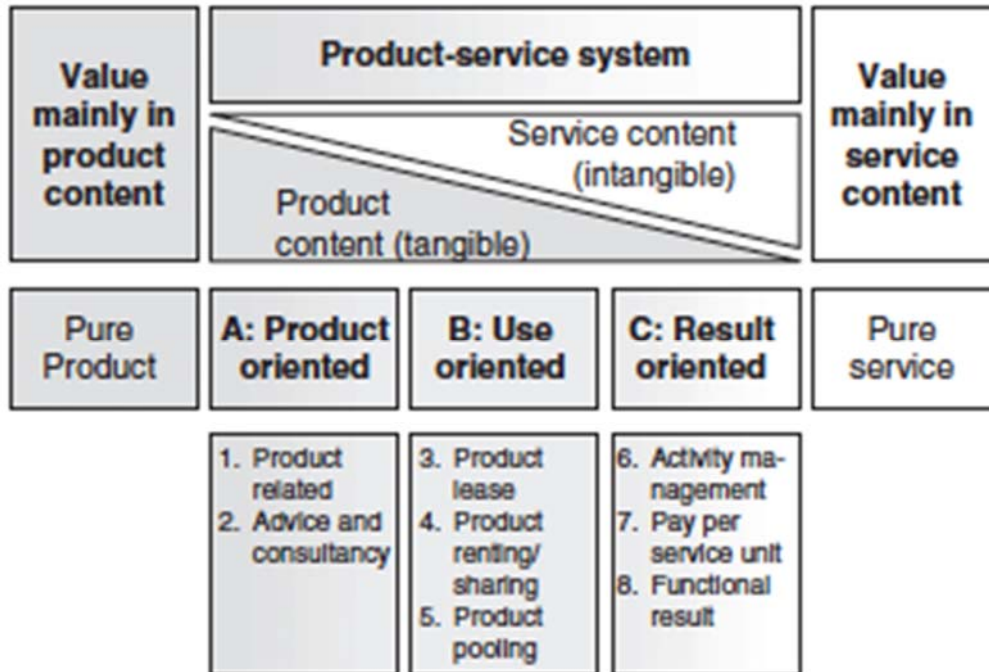 Value
mainly in
product
content
Product-service system
Service content
(intangible)
Product
content (tangible)
Value
mainly in
service
content
Pure
Product
A: Product
oriented
B: Use
oriented
C: Result
oriented
Pure
service
1. Product
related
2. Advice and
consultancy
3. Product
lease
4. Product
renting/
sharing
5. Product
pooling
6. Activity ma-
nagement
7. Pay per
service unit
8. Functional
result